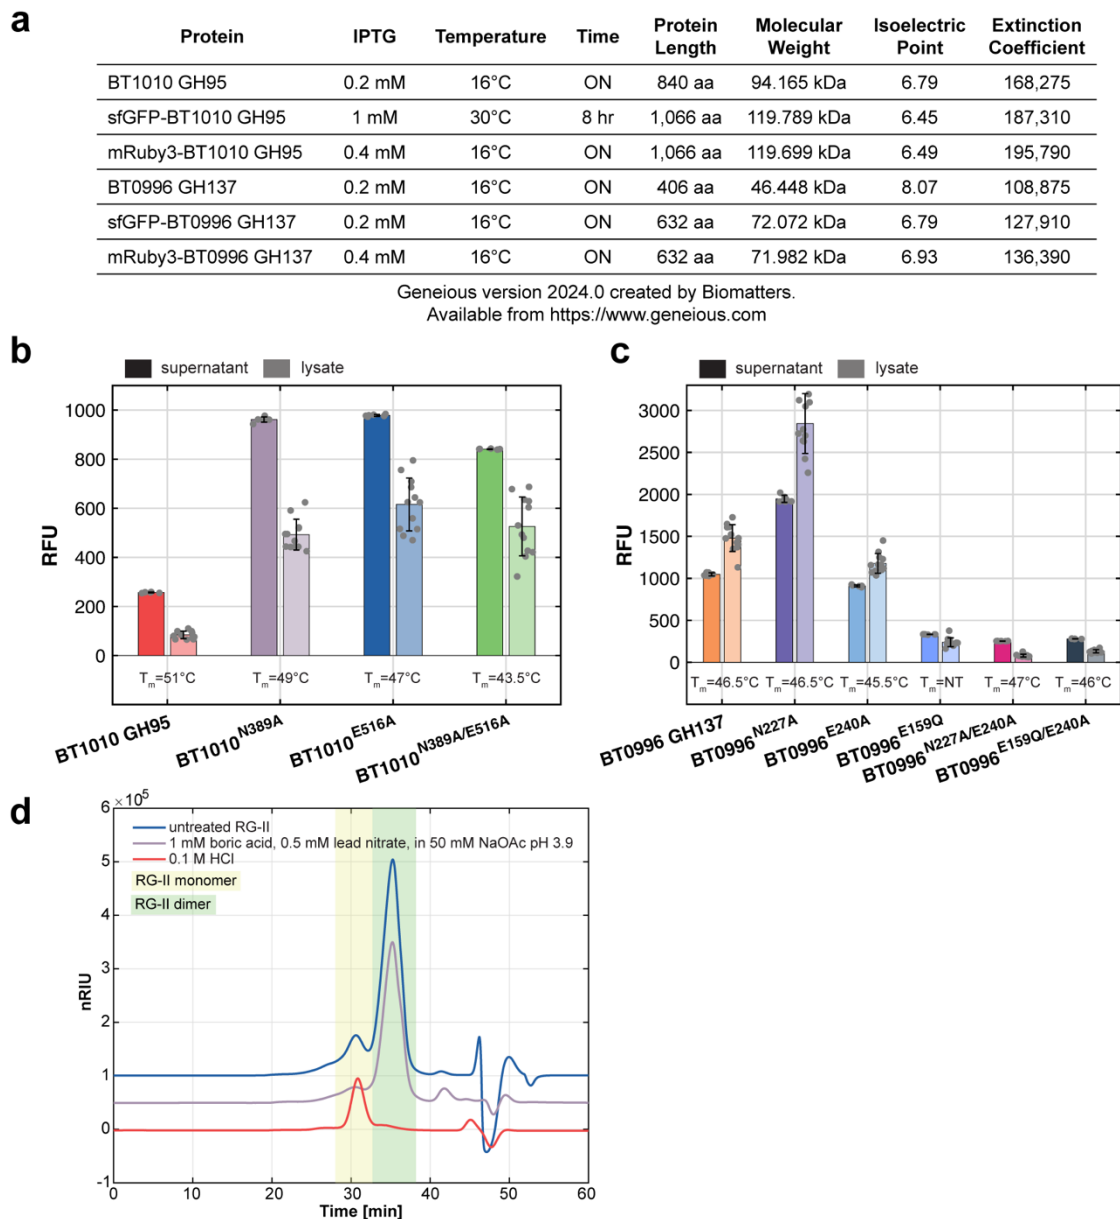 a
Protein IPTG Temperature Time Protein Length Molecular Weight Isoelectric Point Extinction Coefficient
BT1010 GH95 0.2 mM 16°C ON 840 aa 94.165 kDa 6.79 168,275
sfGFP-BT1010 GH95 1 mM 30°C 8 hr 1,066 aa 119.789 kDa 6.45 187,310
mRuby3-BT1010 GH95 0.4 mM 16°C ON 1,066 aa 119.699 kDa 6.49 195,790
BT0996 GH137 0.2 mM 16°C ON 406 aa 46.448 kDa 8.07 108,875
sfGFP-BT0996 GH137 0.2 mM 16°C ON 632 aa 72.072 kDa 6.79 127,910
mRuby3-BT0996 GH137 0.4 mM 16°C ON 632 aa 71.982 kDa 6.93 136,390
Geneious version 2024.0 created by Biomatters.
Available from https://www.geneious.com
b
supernatant lysate
RFU
1000
800
600
400
200
0
Tm=51°C Tm=49°C Tm=47°C Tm=43.5°C
BT1010 GH95
BT1010N389A
BT1010E516A
BT1010N389A/E516A
c
supernatant lysate
RFU
3000
2500
2000
1500
1000
500
0
Tm=46.5°C Tm=46.5°C Tm=45.5°C Tm=NT Tm=47°C Tm=46°C
BT0996 GH137
BT0996N227A
BT0996E240A
BT0996E159Q
BT0996N227A/E240A
BT0996E159Q/E240A
d
×10^5
untreated RG-II
1 mM boric acid, 0.5 mM lead nitrate, in 50 mM NaOAc pH 3.9
0.1 M HCl
RG-II monomer
RG-II dimer
nRIU
6
5
4
3
2
1
0
-1
0 10 20 30 40 50 60
Time [min]